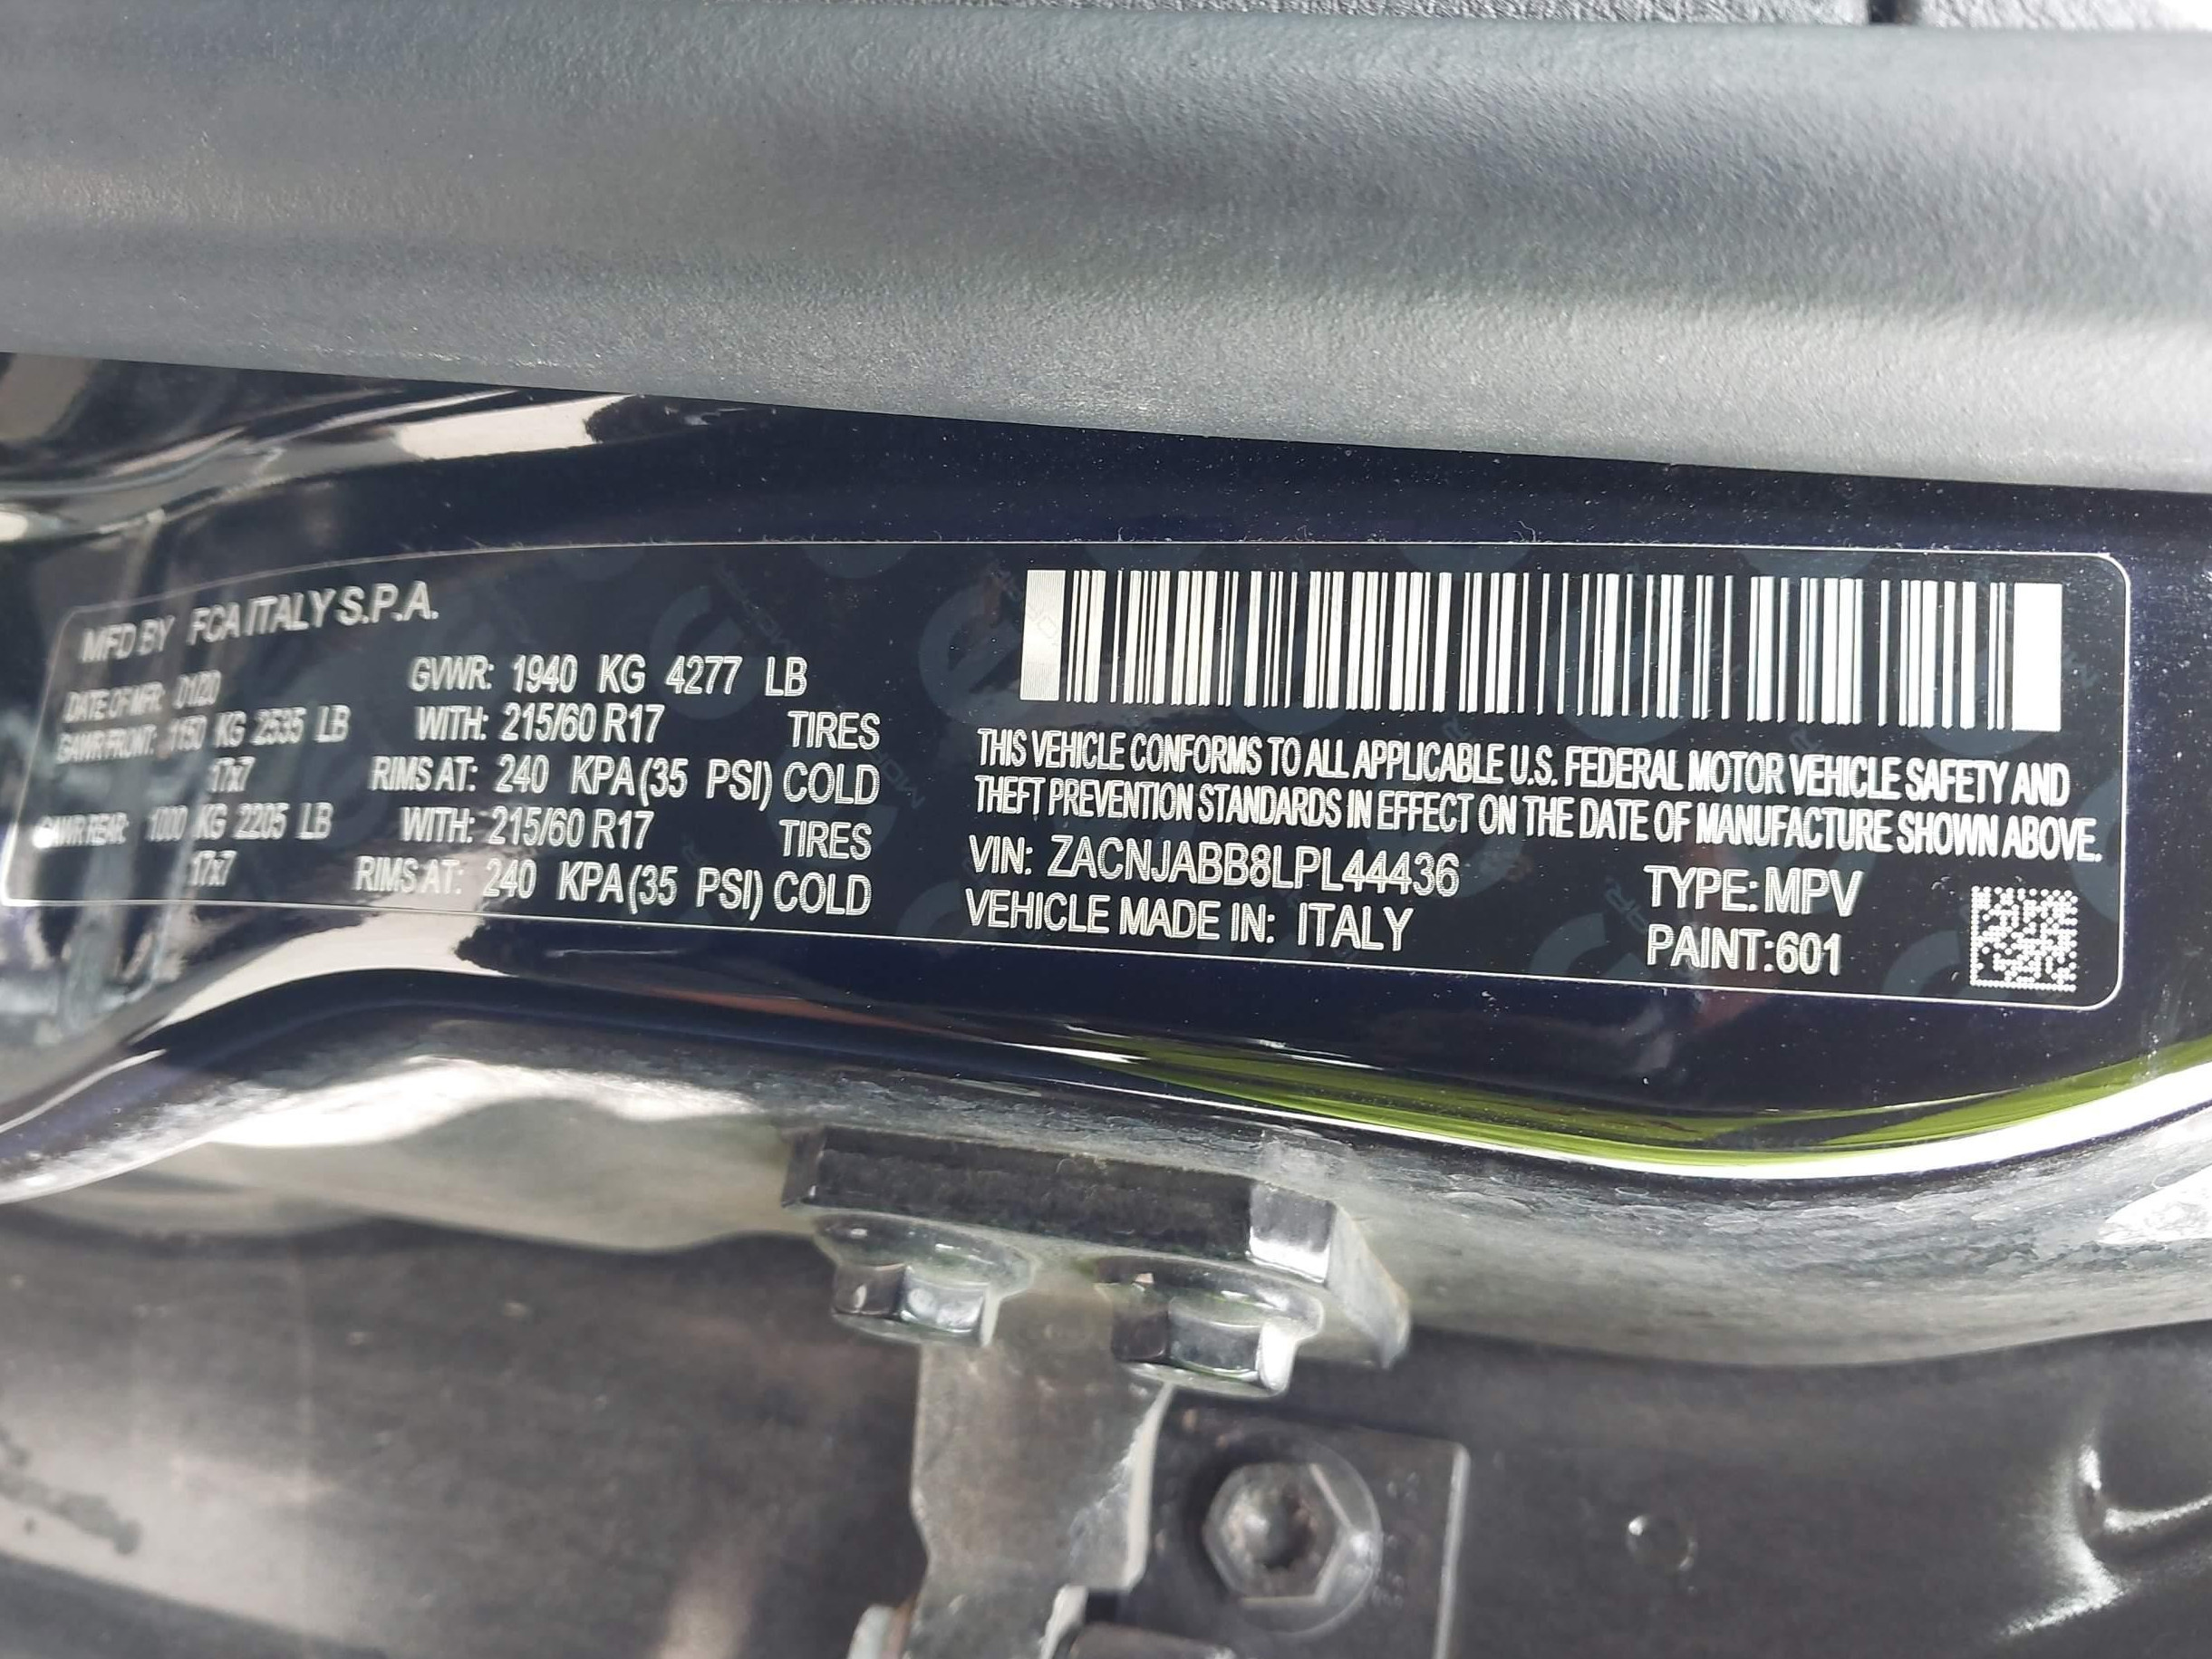 MFD BY FCA ITALY S.P.A.
DATE OF MFR: 01/20 GVWR: 1940 KG 4277 LB
GAWR FRONT: 1150 KG 2535 LB WITH: 215/60 R17 TIRES
17x7 RIMS AT: 240 KPA(35 PSI) COLD
GAWR REAR: 1000 KG 2205 LB WITH: 215/60 R17 TIRES
17x7 RIMS AT: 240 KPA(35 PSI) COLD
THIS VEHICLE CONFORMS TO ALL APPLICABLE U.S. FEDERAL MOTOR VEHICLE SAFETY AND
THEFT PREVENTION STANDARDS IN EFFECT ON THE DATE OF MANUFACTURE SHOWN ABOVE.
VIN: ZACNJABB8LPL44436 TYPE: MPV
VEHICLE MADE IN: ITALY PAINT:601